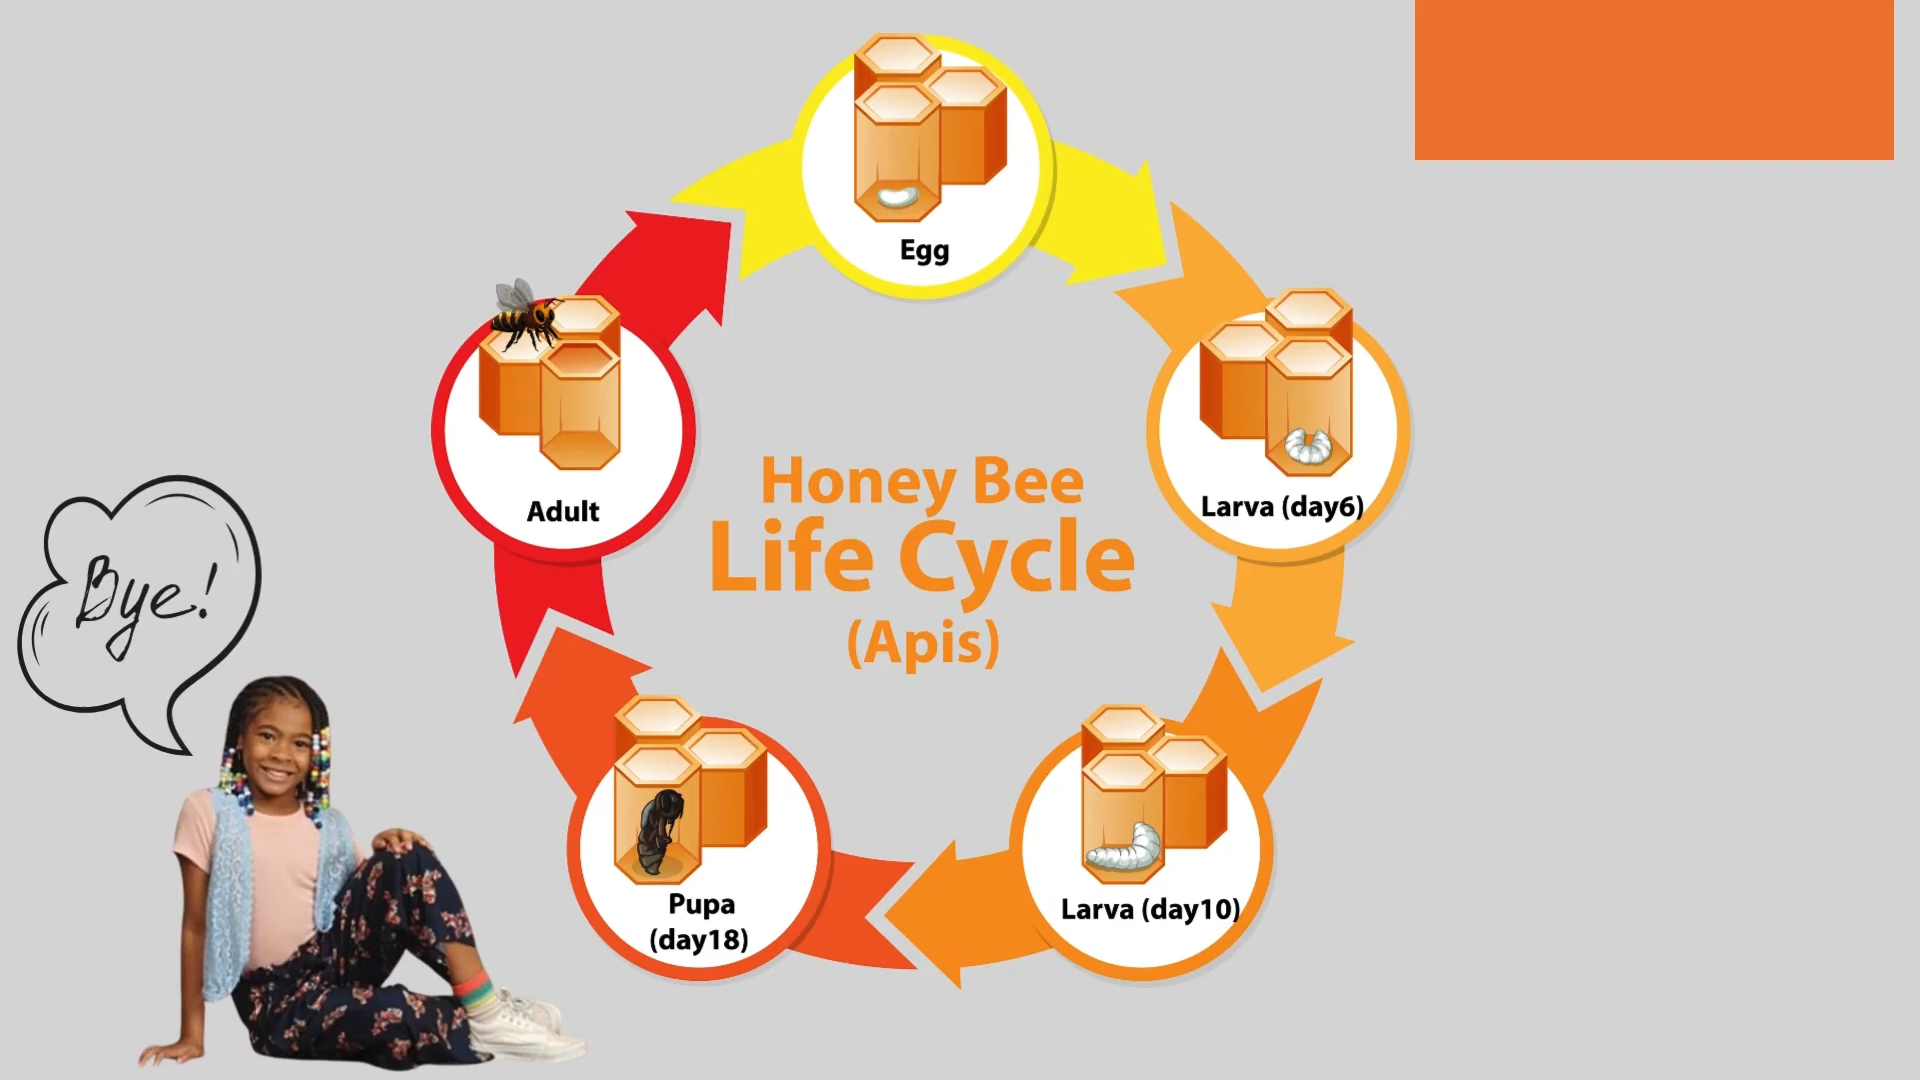 Egg
Adult
Larva (day6)
Honey Bee
Life Cycle
(Apis)
Bye!
Pupa
(day18)
Larva (day10)